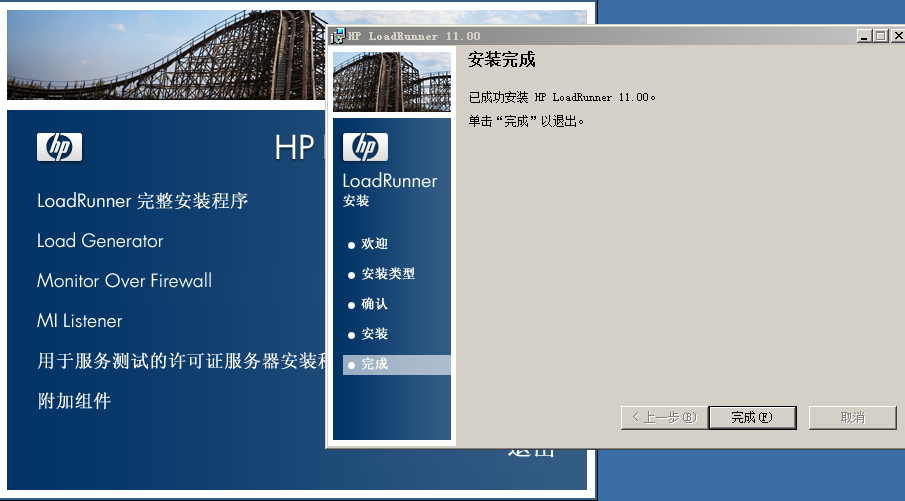 hp
HP
LoadRunner 完整安装程序
Load Generator
Monitor Over Firewall
MI Listener
用于服务测试的许可证服务器安装
附加组件
退出
HP LoadRunner 11.00
hp
LoadRunner
安装
欢迎
安装类型
确认
安装
完成
安装完成
已成功安装 HP LoadRunner 11.00。
单击“完成”以退出。
< 上一步(B)
完成(F)
取消